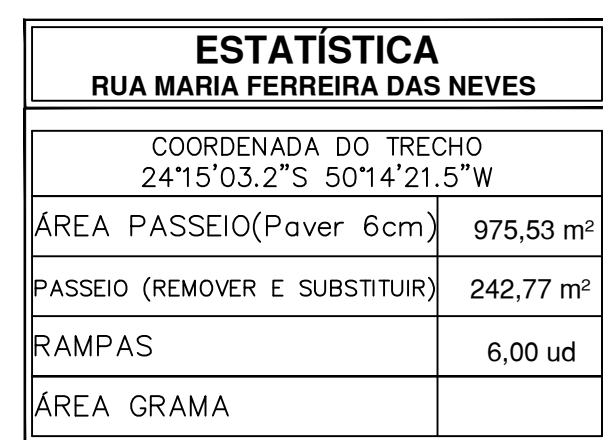 ESTATÍSTICA
RUA MARIA FERREIRA DAS NEVES
COORDENADA DO TRECHO
24°15'03.2"S 50°14'21.5"W
ÁREA PASSEIO(Paver 6cm) 975,53 m²
PASSEIO (REMOVER E SUBSTITUIR) 242,77 m²
RAMPAS 6,00 ud
ÁREA GRAMA